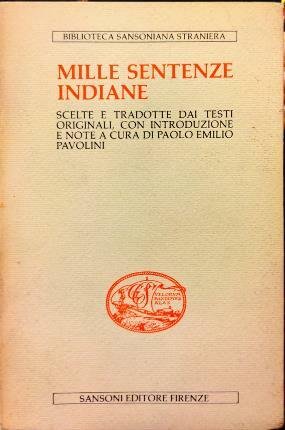 BIBLIOTECA SANSONIANA STRANIERA
MILLE SENTENZE
INDIANE
SCELTE E TRADOTTE DAI TESTI
ORIGINALI, CON INTRODUZIONE
E NOTE A CURA DI PAOLO EMILIO
PAVOLINI
SANSONI EDITORE FIRENZE